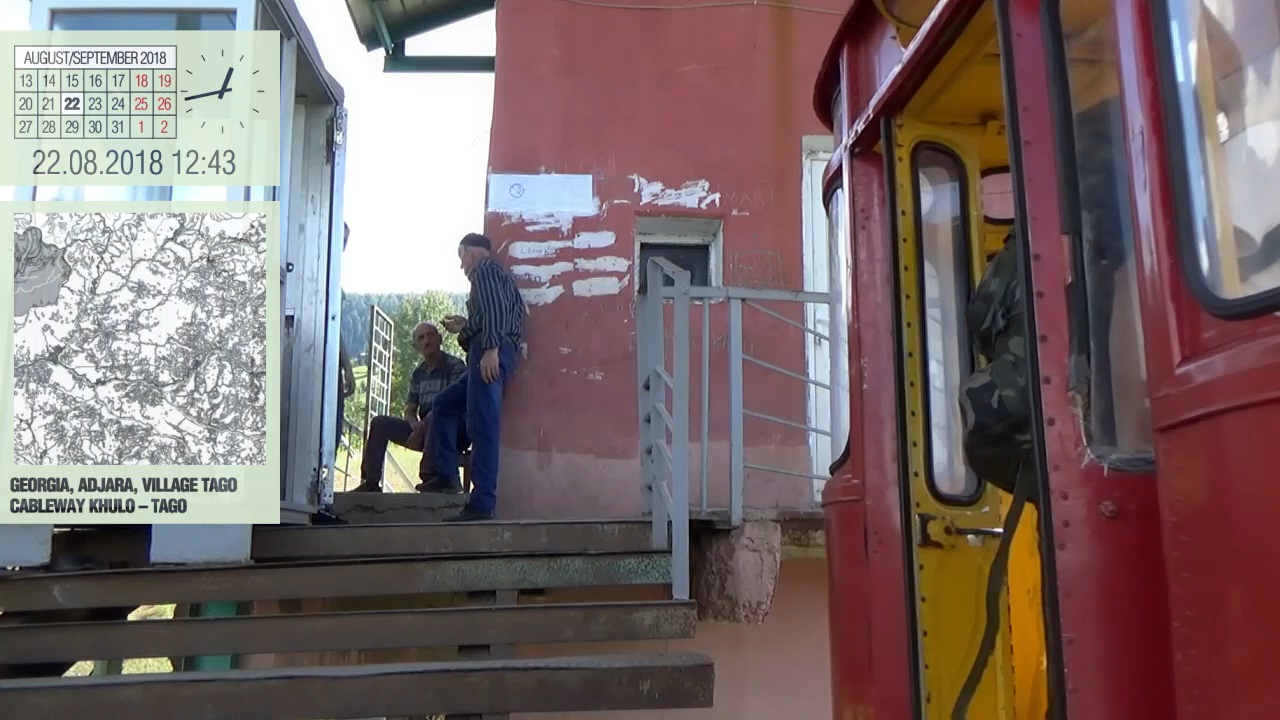 AUGUST/SEPTEMBER 2018
13 14 15 16 17 18 19
20 21 22 23 24 25 26
27 28 29 30 31 1 2
22.08.2018 12:43
GEORGIA, ADJARA, VILLAGE TAGO
CABLEWAY KHULO – TAGO